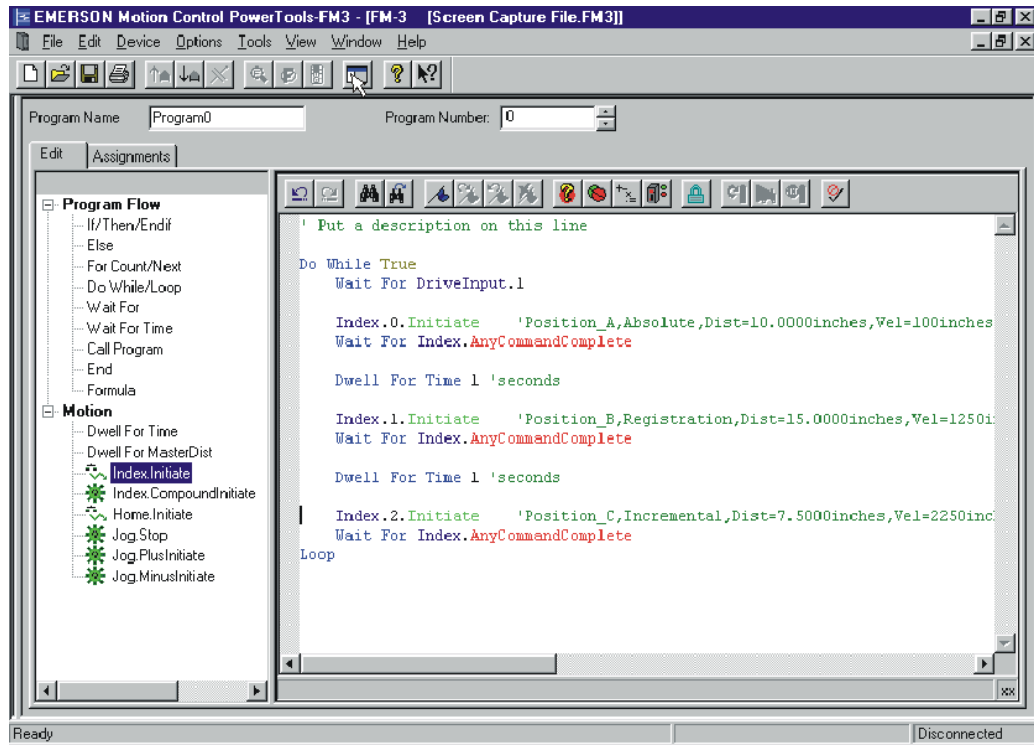 EMERSON Motion Control PowerTools-FM3 - [FM-3 [Screen Capture File.FM3]]
File Edit Device Options Tools View Window Help
Program Name Program0 Program Number: 0
Edit Assignments
Program Flow
If/Then/Endif
Else
For Count/Next
Do While/Loop
Wait For
Wait For Time
Call Program
End
Formula
Motion
Dwell For Time
Dwell For MasterDist
Index.Initiate
Index.CompoundInitiate
Home.Initiate
Jog.Stop
Jog.PlusInitiate
Jog.MinusInitiate
' Put a description on this line
Do While True
Wait For DriveInput.1
Index.0.Initiate 'Position_A,Absolute,Dist=10.0000inches,Vel=100inches
Wait For Index.AnyCommandComplete
Dwell For Time 1 'seconds
Index.1.Initiate 'Position_B,Registration,Dist=15.0000inches,Vel=1250i
Wait For Index.AnyCommandComplete
Dwell For Time 1 'seconds
Index.2.Initiate 'Position_C,Incremental,Dist=7.5000inches,Vel=2250inc
Wait For Index.AnyCommandComplete
Loop
xx
Ready Disconnected